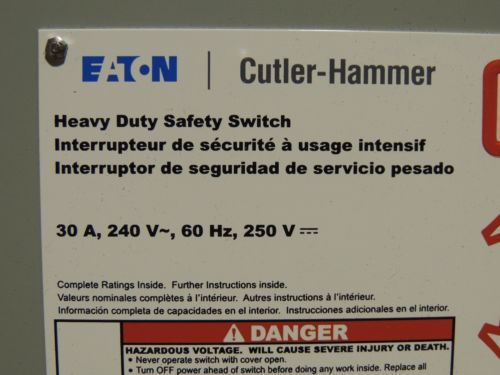 EATON | Cutler-Hammer
Heavy Duty Safety Switch
Interrupteur de sécurité à usage intensif
Interruptor de seguridad de servicio pesado
30 A, 240 V~, 60 Hz, 250 V ⎓
Complete Ratings Inside. Further Instructions inside.
Valeurs nominales complètes à l'intérieur. Autres instructions à l'intérieur.
Información completa de capacidades en el interior. Instrucciones adicionales en el interior.
⚠ DANGER
HAZARDOUS VOLTAGE. WILL CAUSE SEVERE INJURY OR DEATH.
• Never operate switch with cover open.
• Turn OFF power ahead of switch before doing any work inside. Replace all